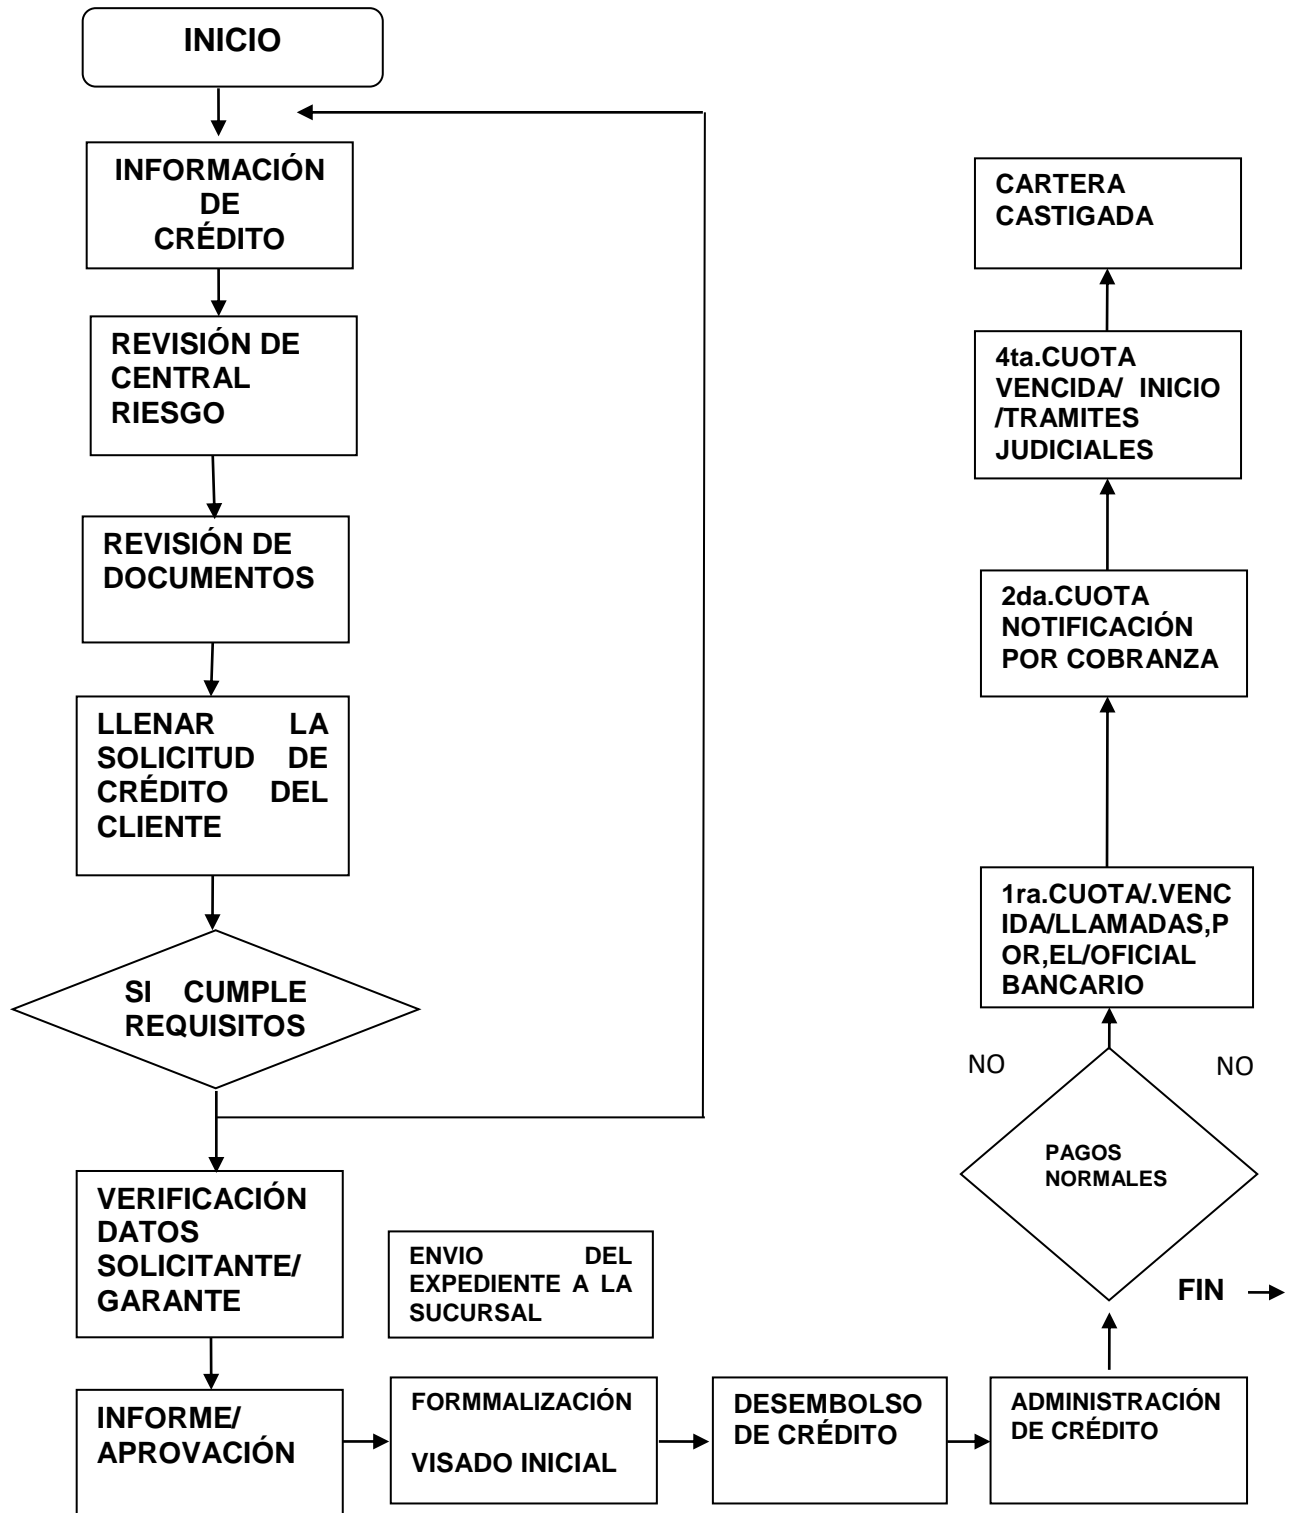 INICIO
INFORMACIÓN
DE
CRÉDITO
REVISIÓN DE
CENTRAL
RIESGO
REVISIÓN DE
DOCUMENTOS
LLENAR LA
SOLICITUD DE
CRÉDITO DEL
CLIENTE
SI CUMPLE
REQUISITOS
VERIFICACIÓN
DATOS
SOLICITANTE/
GARANTE
INFORME/
APROVACIÓN
ENVIO DEL
EXPEDIENTE A LA
SUCURSAL
FORMMALIZACIÓN
VISADO INICIAL
DESEMBOLSO
DE CRÉDITO
ADMINISTRACIÓN
DE CRÉDITO
PAGOS
NORMALES
NO
NO
FIN
1ra.CUOTA/.VENC
IDA/LLAMADAS,P
OR,EL/OFICIAL
BANCARIO
2da.CUOTA
NOTIFICACIÓN
POR COBRANZA
4ta.CUOTA
VENCIDA/ INICIO
/TRAMITES
JUDICIALES
CARTERA
CASTIGADA